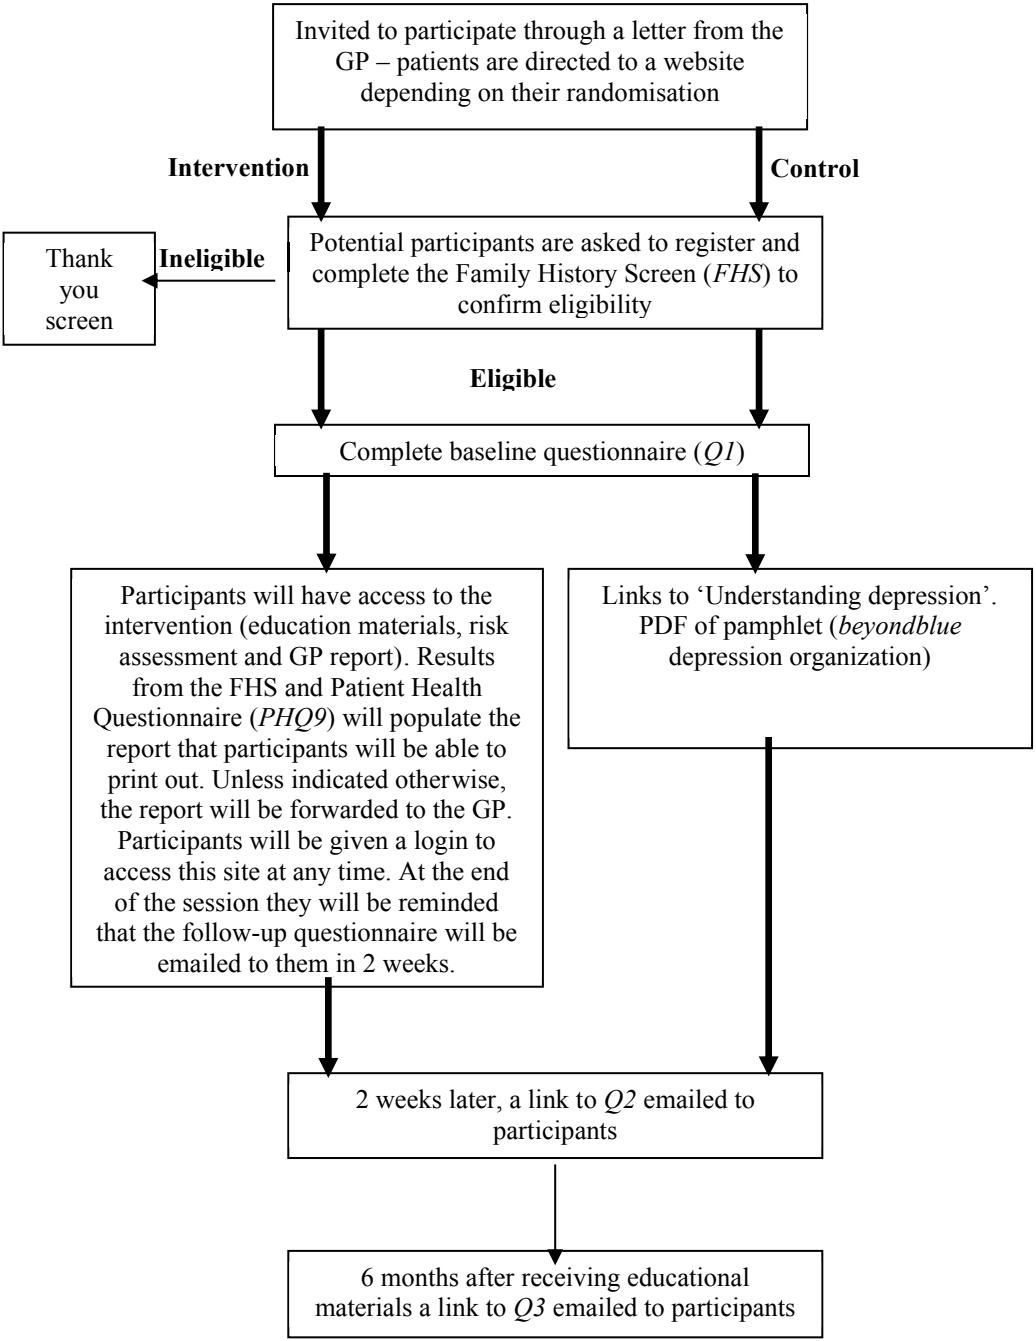 Invited to participate through a letter from the
GP – patients are directed to a website
depending on their randomisation
Intervention
Control
Potential participants are asked to register and
complete the Family History Screen (FHS) to
confirm eligibility
Ineligible
Thank
you
screen
Eligible
Complete baseline questionnaire (Q1)
Participants will have access to the
intervention (education materials, risk
assessment and GP report). Results
from the FHS and Patient Health
Questionnaire (PHQ9) will populate the
report that participants will be able to
print out. Unless indicated otherwise,
the report will be forwarded to the GP.
Participants will be given a login to
access this site at any time. At the end
of the session they will be reminded
that the follow-up questionnaire will be
emailed to them in 2 weeks.
Links to ‘Understanding depression’.
PDF of pamphlet (beyondblue
depression organization)
2 weeks later, a link to Q2 emailed to
participants
6 months after receiving educational
materials a link to Q3 emailed to participants